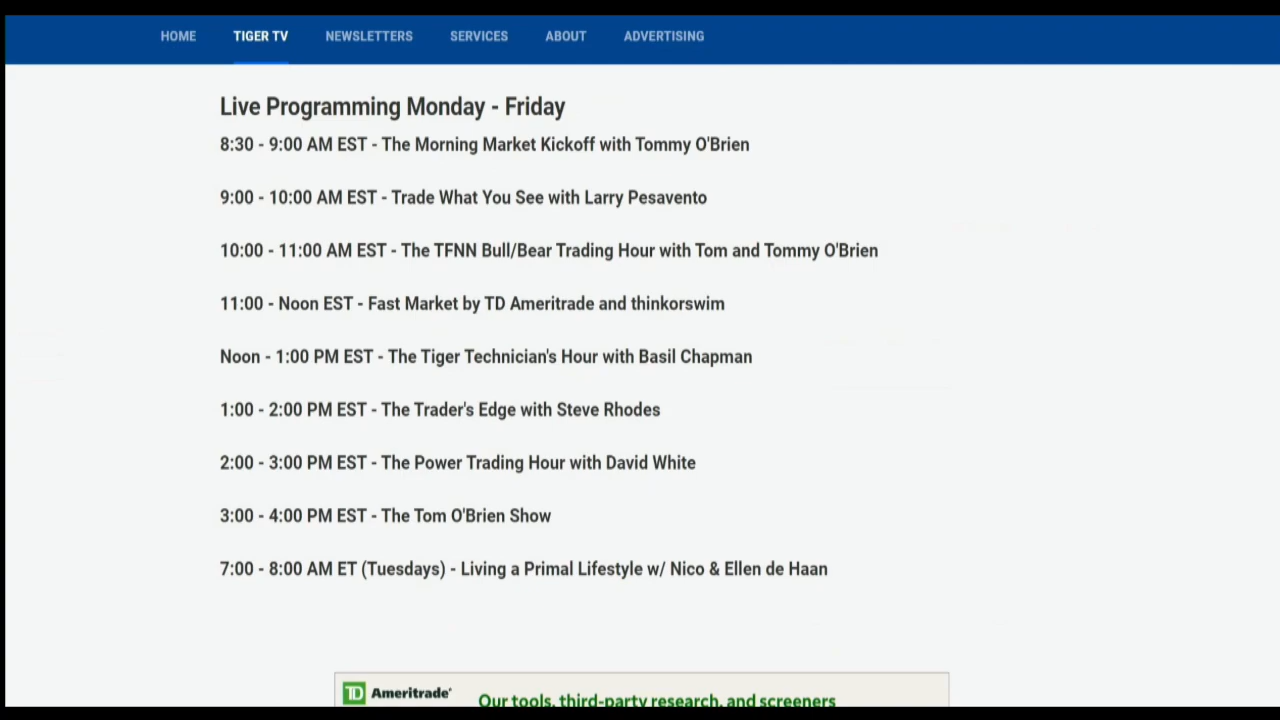 HOME TIGER TV NEWSLETTERS SERVICES ABOUT ADVERTISING
Live Programming Monday - Friday
8:30 - 9:00 AM EST - The Morning Market Kickoff with Tommy O'Brien
9:00 - 10:00 AM EST - Trade What You See with Larry Pesavento
10:00 - 11:00 AM EST - The TFNN Bull/Bear Trading Hour with Tom and Tommy O'Brien
11:00 - Noon EST - Fast Market by TD Ameritrade and thinkorswim
Noon - 1:00 PM EST - The Tiger Technician's Hour with Basil Chapman
1:00 - 2:00 PM EST - The Trader's Edge with Steve Rhodes
2:00 - 3:00 PM EST - The Power Trading Hour with David White
3:00 - 4:00 PM EST - The Tom O'Brien Show
7:00 - 8:00 AM ET (Tuesdays) - Living a Primal Lifestyle w/ Nico & Ellen de Haan
TD Ameritrade®
Our tools, third-party research, and screeners